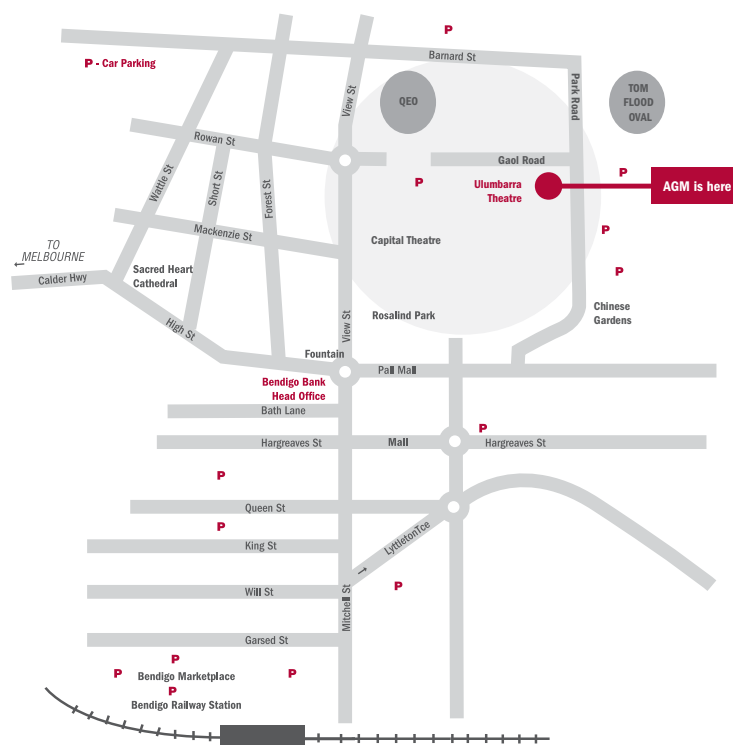 P
Barnard St
P - Car Parking
View St
Park Road
QEO
TOM
FLOOD
OVAL
Rowan St
Gaol Road
Wattle St
Short St
Forest St
P
Ulumbarra
Theatre
P
AGM is here
Mackenzie St
Capital Theatre
P
TO
MELBOURNE
←
Calder Hwy
Sacred Heart
Cathedral
P
High St
View St
Rosalind Park
Chinese
Gardens
Fountain
Pall Mall
Bendigo Bank
Head Office
Bath Lane
P
Hargreaves St
Mall
Hargreaves St
P
Queen St
P
King St
LyttletonTce
→
Will St
P
Mitchell St
Garsed St
P
P
Bendigo Marketplace
P
P
Bendigo Railway Station